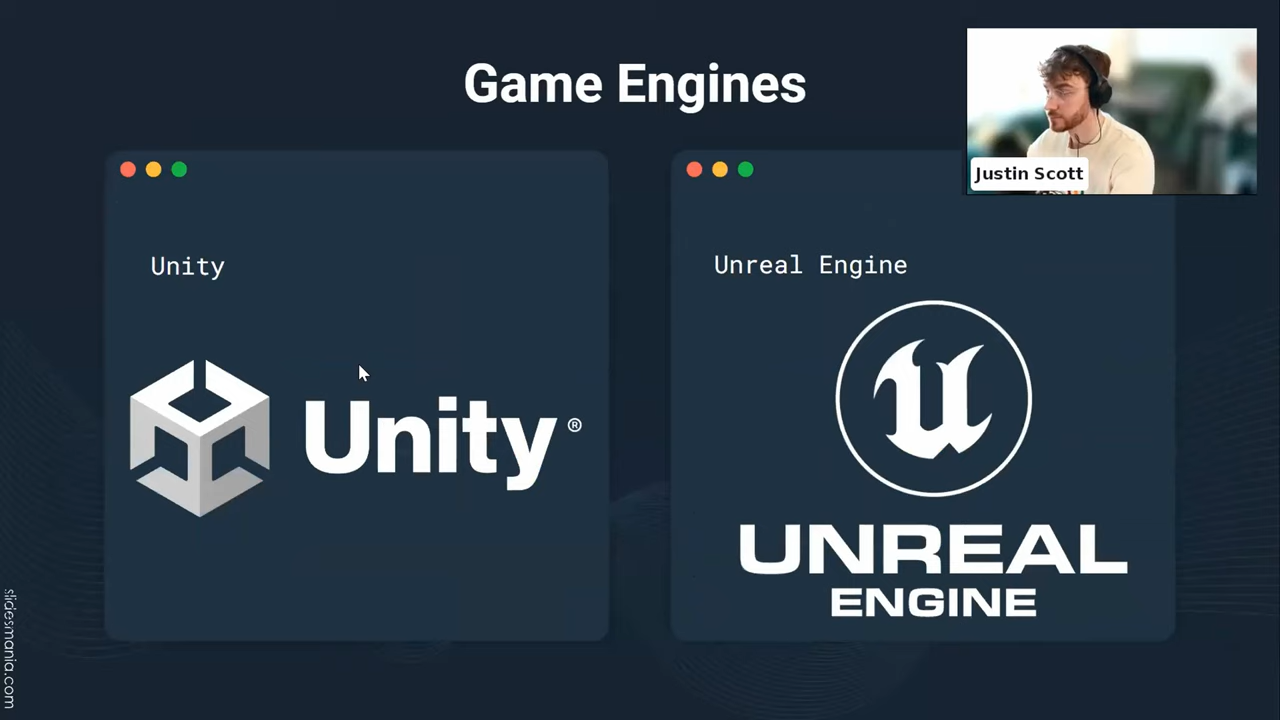 Game Engines
Justin Scott
Unity
Unity®
Unreal Engine
UNREAL
ENGINE
slidesmania.com